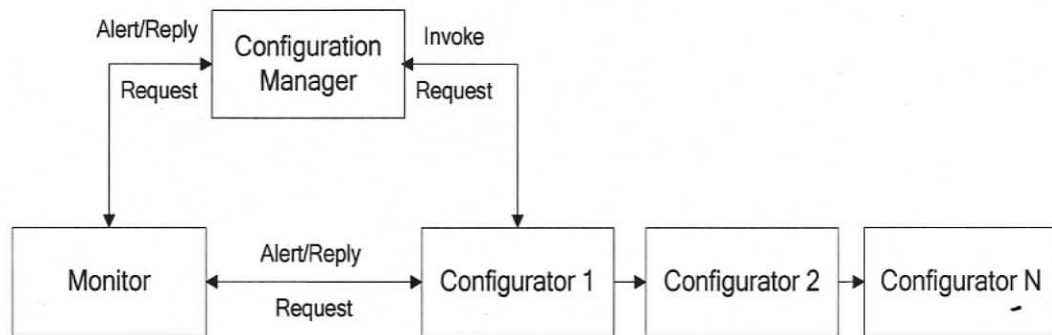 Alert/Reply
Configuration
Manager
Invoke
Request
Request
Monitor
Alert/Reply
Request
Configurator 1
Configurator 2
Configurator N